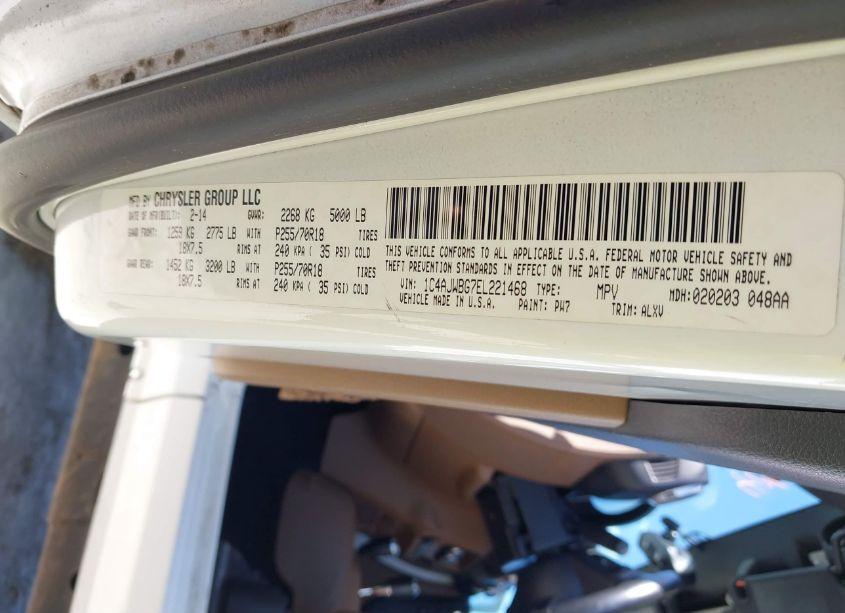 MFD BY CHRYSLER GROUP LLC
DATE OF MFR(BUILT): 2-14 GVWR: 2268 KG 5000 LB
GAWR FRONT: 1259 KG 2775 LB WITH P255/70R18 TIRES
18X7.5 RIMS AT 240 KPA ( 35 PSI) COLD
GAWR REAR: 1452 KG 3200 LB WITH P255/70R18 TIRES
18X7.5 RIMS AT 240 KPA ( 35 PSI) COLD
THIS VEHICLE CONFORMS TO ALL APPLICABLE U.S.A. FEDERAL MOTOR VEHICLE SAFETY AND
THEFT PREVENTION STANDARDS IN EFFECT ON THE DATE OF MANUFACTURE SHOWN ABOVE.
VIN: 1C4AJWBG7EL221468 TYPE: MPV MDH:020203 048AA
VEHICLE MADE IN U.S.A. PAINT: PW7 TRIM: ALXV